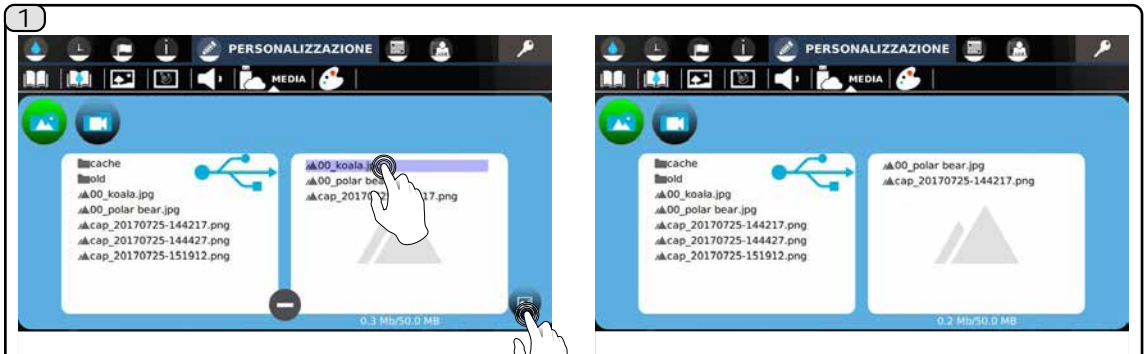 1
PERSONALIZZAZIONE
MEDIA
cache
old
00_koala.jpg
00_polar bear.jpg
cap_20170725-144217.png
cap_20170725-144427.png
cap_20170725-151912.png
00_koala.j
00_polar bea
cap_20170 17.png
0.3 Mb/50.0 MB
PERSONALIZZAZIONE
MEDIA
cache
old
00_koala.jpg
00_polar bear.jpg
cap_20170725-144217.png
cap_20170725-144427.png
cap_20170725-151912.png
00_polar bear.jpg
cap_20170725-144217.png
0.2 Mb/50.0 MB